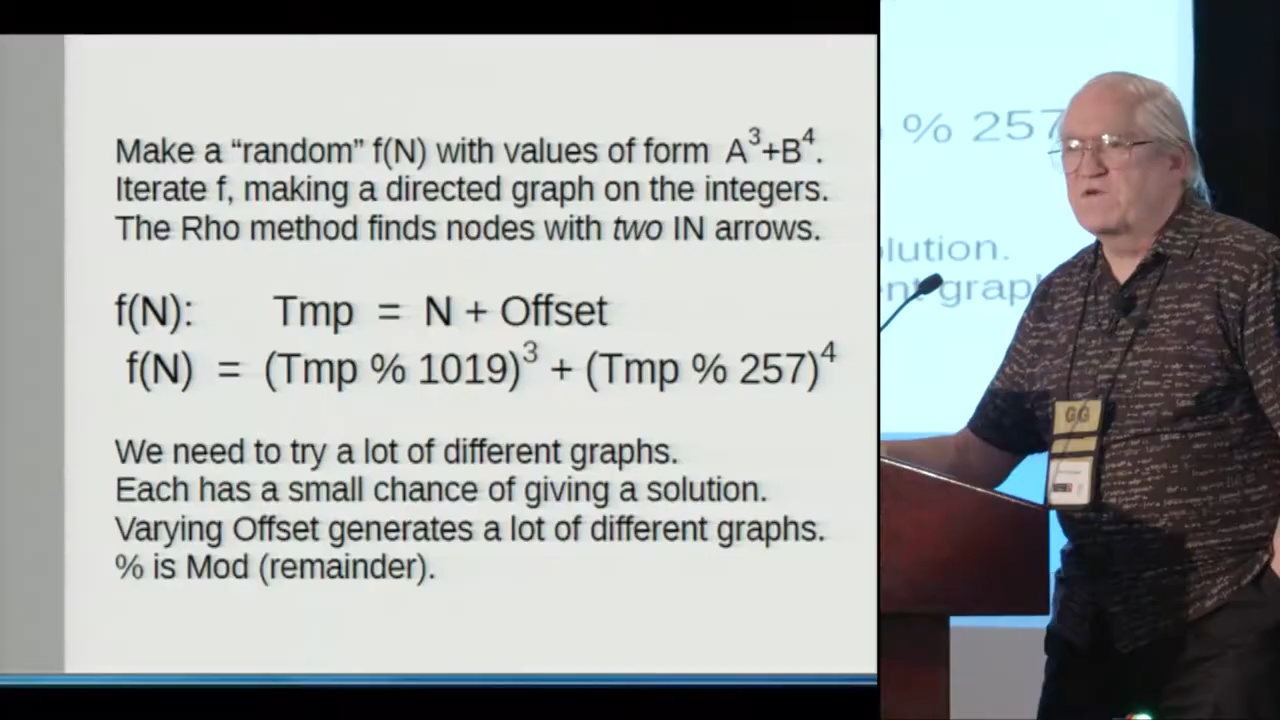 Make a “random” f(N) with values of form A³+B⁴.
Iterate f, making a directed graph on the integers.
The Rho method finds nodes with two IN arrows.
f(N): Tmp = N + Offset
f(N) = (Tmp % 1019)³ + (Tmp % 257)⁴
We need to try a lot of different graphs.
Each has a small chance of giving a solution.
Varying Offset generates a lot of different graphs.
% is Mod (remainder).
% 257
lution.
nt grap
GG